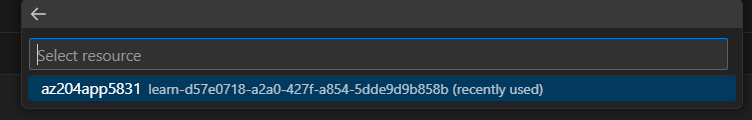 Select resource
az204app5831 learn-d57e0718-a2a0-427f-a854-5dde9d9b858b (recently used)